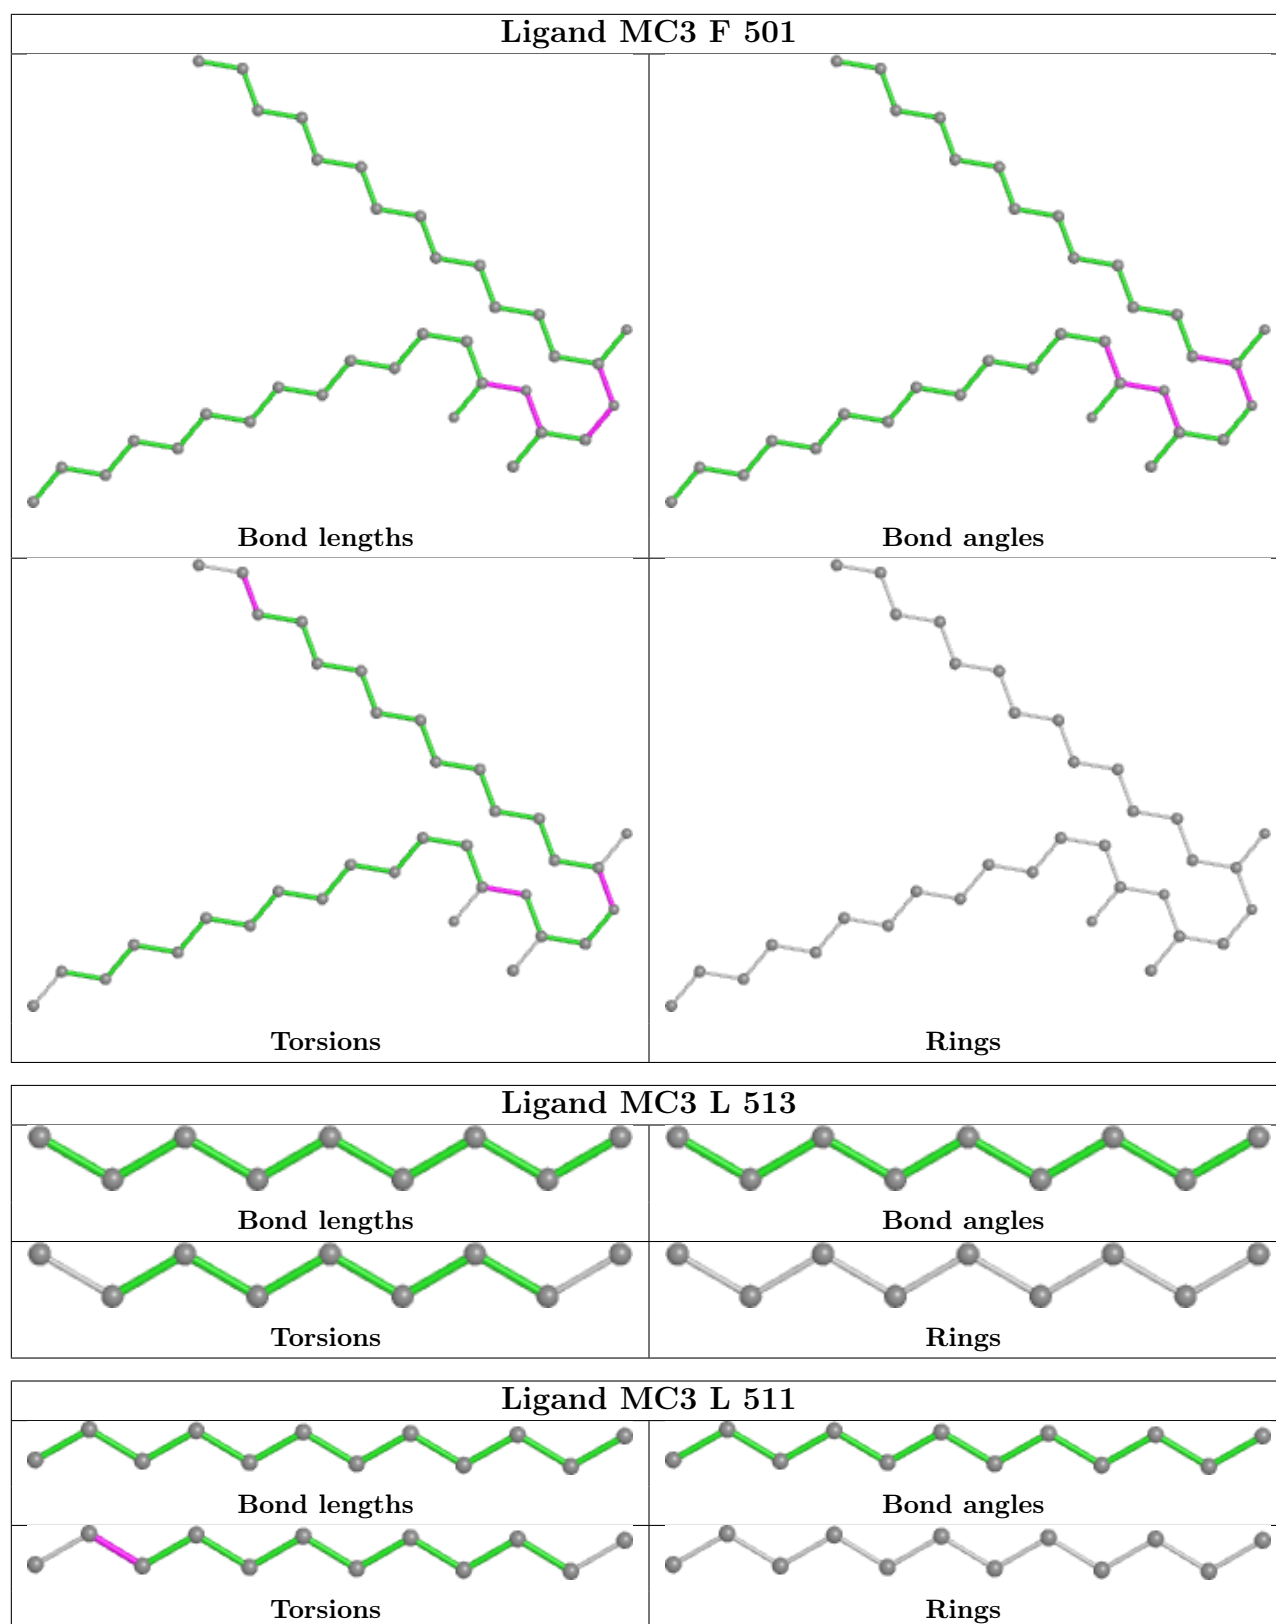 Ligand MC3 F 501
Bond lengths
Bond angles
Torsions
Rings
Ligand MC3 L 513
Bond lengths
Bond angles
Torsions
Rings
Ligand MC3 L 511
Bond lengths
Bond angles
Torsions
Rings